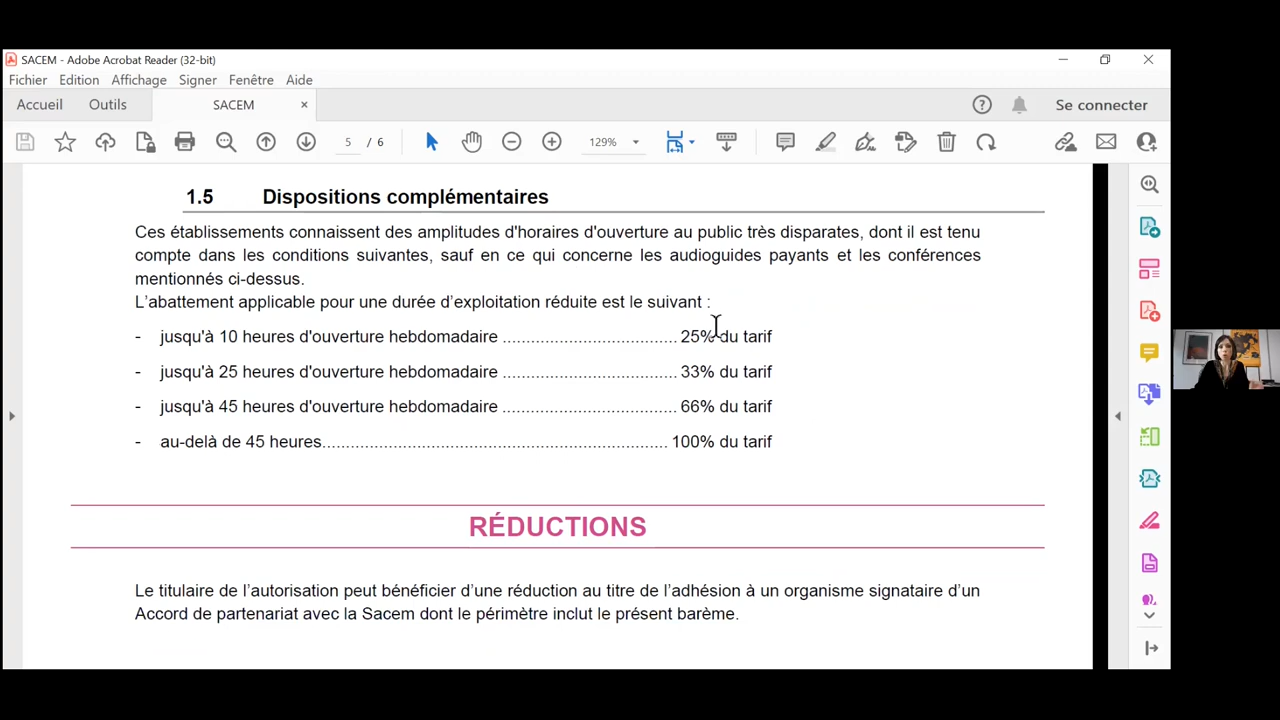 SACEM - Adobe Acrobat Reader (32-bit)
Fichier Edition Affichage Signer Fenêtre Aide
Accueil Outils SACEM × Se connecter
5 / 6 129%
1.5 Dispositions complémentaires
Ces établissements connaissent des amplitudes d'horaires d'ouverture au public très disparates, dont il est tenu
compte dans les conditions suivantes, sauf en ce qui concerne les audioguides payants et les conférences
mentionnés ci-dessus.
L’abattement applicable pour une durée d’exploitation réduite est le suivant :
- jusqu'à 10 heures d'ouverture hebdomadaire ...................................... 25% du tarif
- jusqu'à 25 heures d'ouverture hebdomadaire ...................................... 33% du tarif
- jusqu'à 45 heures d'ouverture hebdomadaire ...................................... 66% du tarif
- au-delà de 45 heures.......................................................................... 100% du tarif
RÉDUCTIONS
Le titulaire de l’autorisation peut bénéficier d’une réduction au titre de l’adhésion à un organisme signataire d’un
Accord de partenariat avec la Sacem dont le périmètre inclut le présent barème.